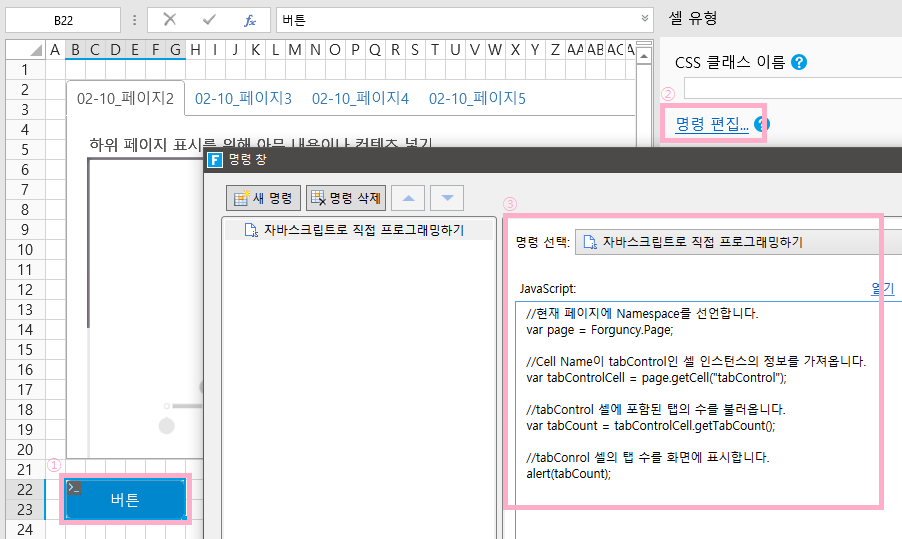 B22
fx
버튼
셀 유형
A B C D E F G H I J K L M N O P Q R S T U V W X Y Z AA AB AC A
CSS 클래스 이름 ?
②
명령 편집... ?
1
2
3
4
5
6
7
8
9
10
11
12
13
14
15
16
17
18
19
20
21
22
23
24
02-10_페이지2 02-10_페이지3 02-10_페이지4 02-10_페이지5
하위 페이지 표시를 위해 아무 내용이나 컨텐츠 넣기
F 명령 창
새 명령 명령 삭제
자바스크립트로 직접 프로그래밍하기
③
명령 선택: 자바스크립트로 직접 프로그래밍하기
JavaScript: 열기
//현재 페이지에 Namespace를 선언합니다.
var page = Forguncy.Page;
//Cell Name이 tabControl인 셀 인스턴스의 정보를 가져옵니다.
var tabControlCell = page.getCell("tabControl");
//tabControl 셀에 포함된 탭의 수를 불러옵니다.
var tabCount = tabControlCell.getTabCount();
//tabConrol 셀의 탭 수를 화면에 표시합니다.
alert(tabCount);
①
버튼